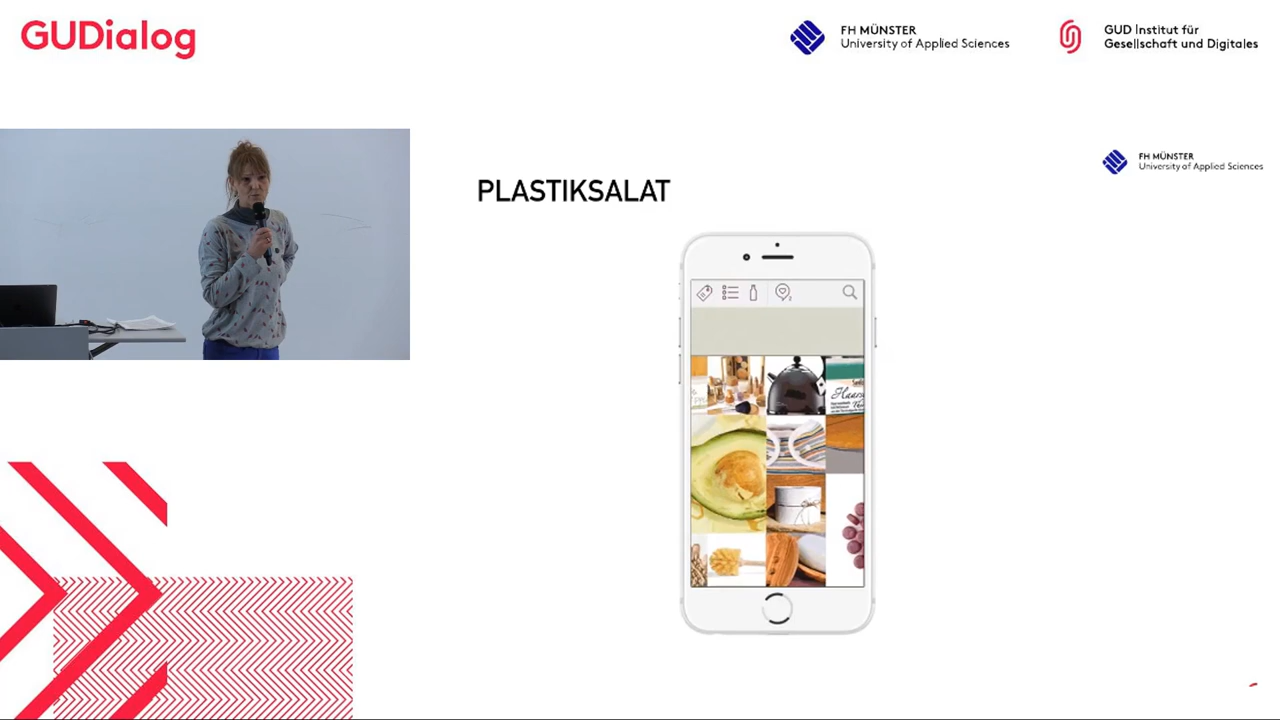 GUDialog
FH MÜNSTER
University of Applied Sciences
GUD Institut für
Gesellschaft und Digitales
FH MÜNSTER
University of Applied Sciences
PLASTIKSALAT
2